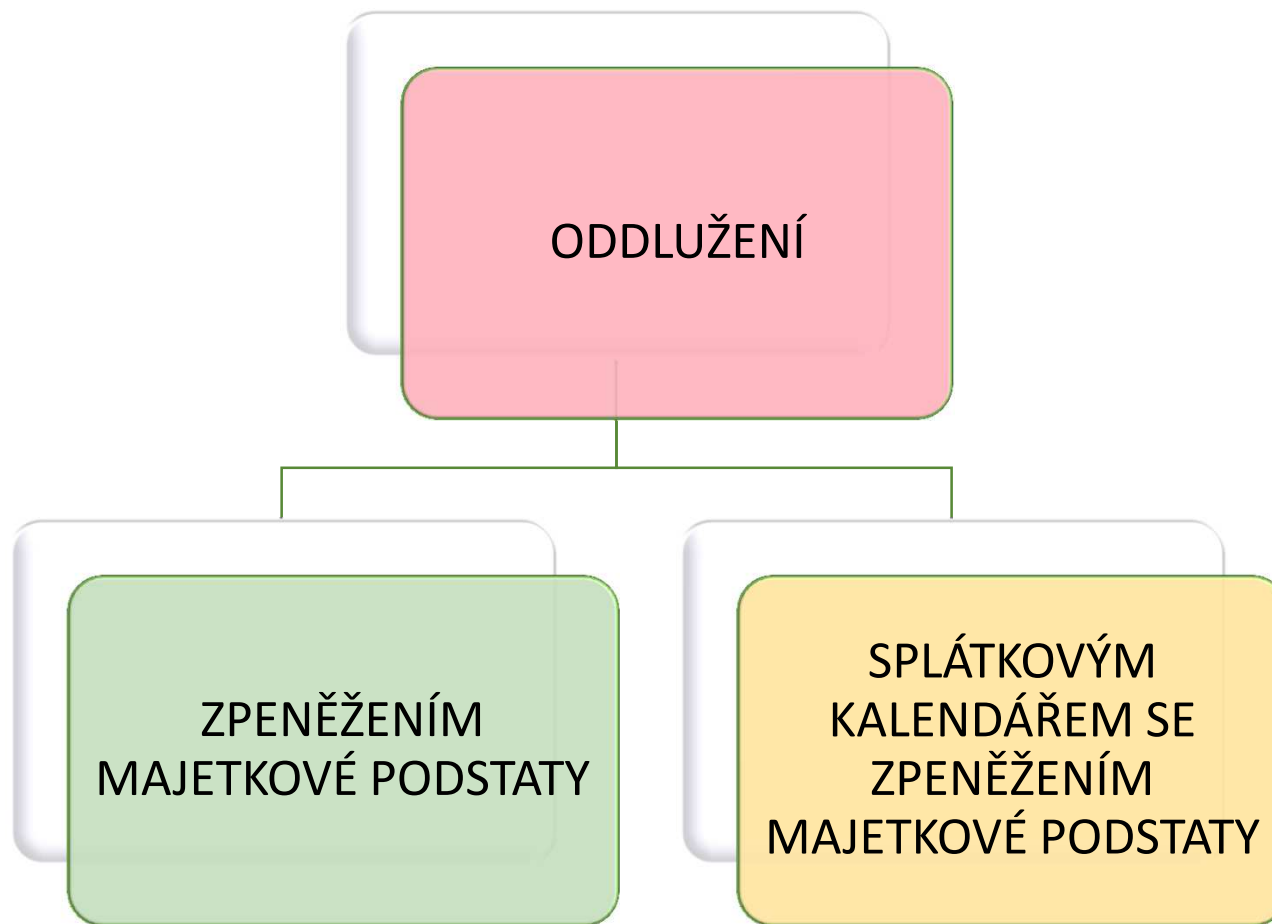 ODDLUŽENÍ
ZPENĚŽENÍM
MAJETKOVÉ PODSTATY
SPLÁTKOVÝM
KALENDÁŘEM SE
ZPENĚŽENÍM
MAJETKOVÉ PODSTATY